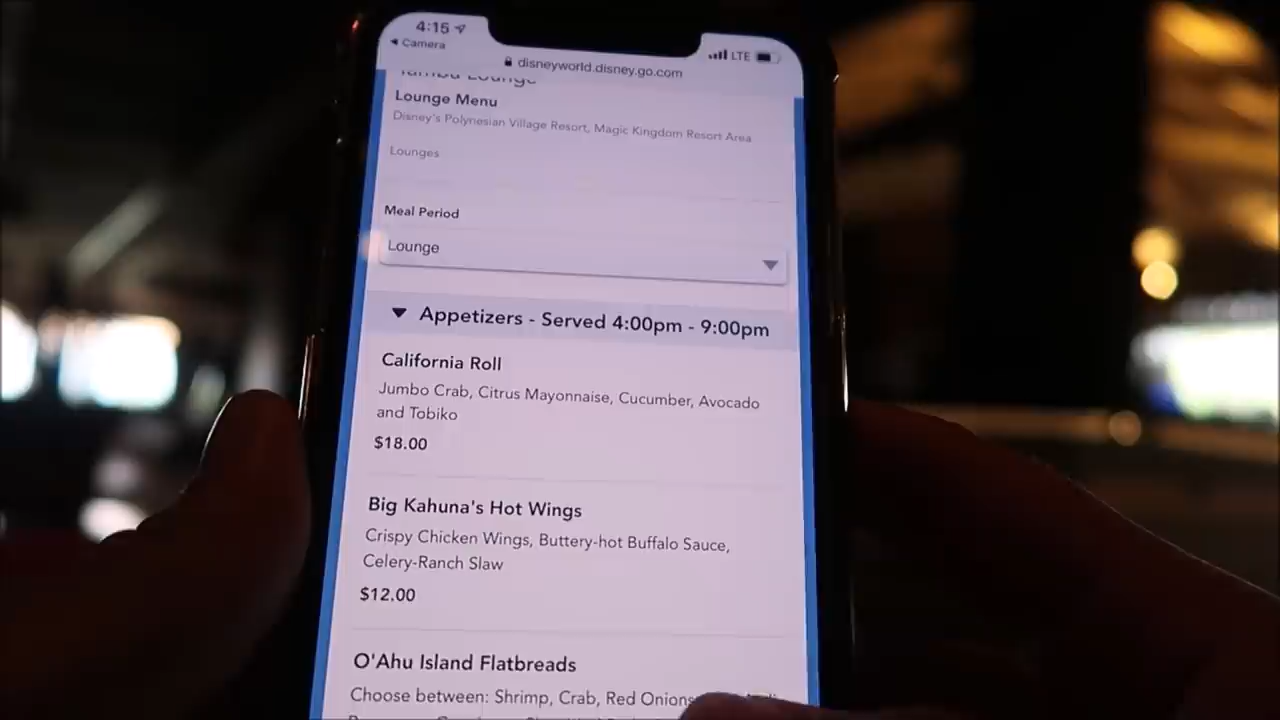 4:15
Camera
LTE
disneyworld.disney.go.com
Lounge
Lounge Menu
Disney's Polynesian Village Resort, Magic Kingdom Resort Area
Lounges
Meal Period
Lounge
Appetizers - Served 4:00pm - 9:00pm
California Roll
Jumbo Crab, Citrus Mayonnaise, Cucumber, Avocado
and Tobiko
$18.00
Big Kahuna's Hot Wings
Crispy Chicken Wings, Buttery-hot Buffalo Sauce,
Celery-Ranch Slaw
$12.00
O'Ahu Island Flatbreads
Choose between: Shrimp, Crab, Red Onions